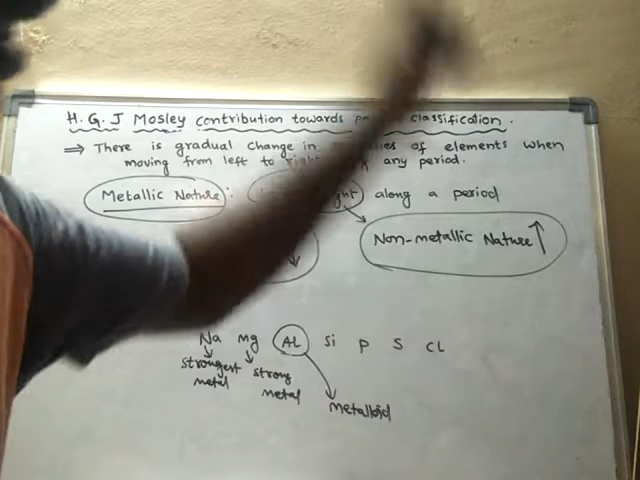 H. G. J Mosley contribution towards classification.
⇒ There is gradual change in of elements when
moving from left to any period.
Metallic Nature : along a period
Non-metallic Nature ↑
↓
Na Mg AL Si P S CL
strongest metal
strong metal
metalloid